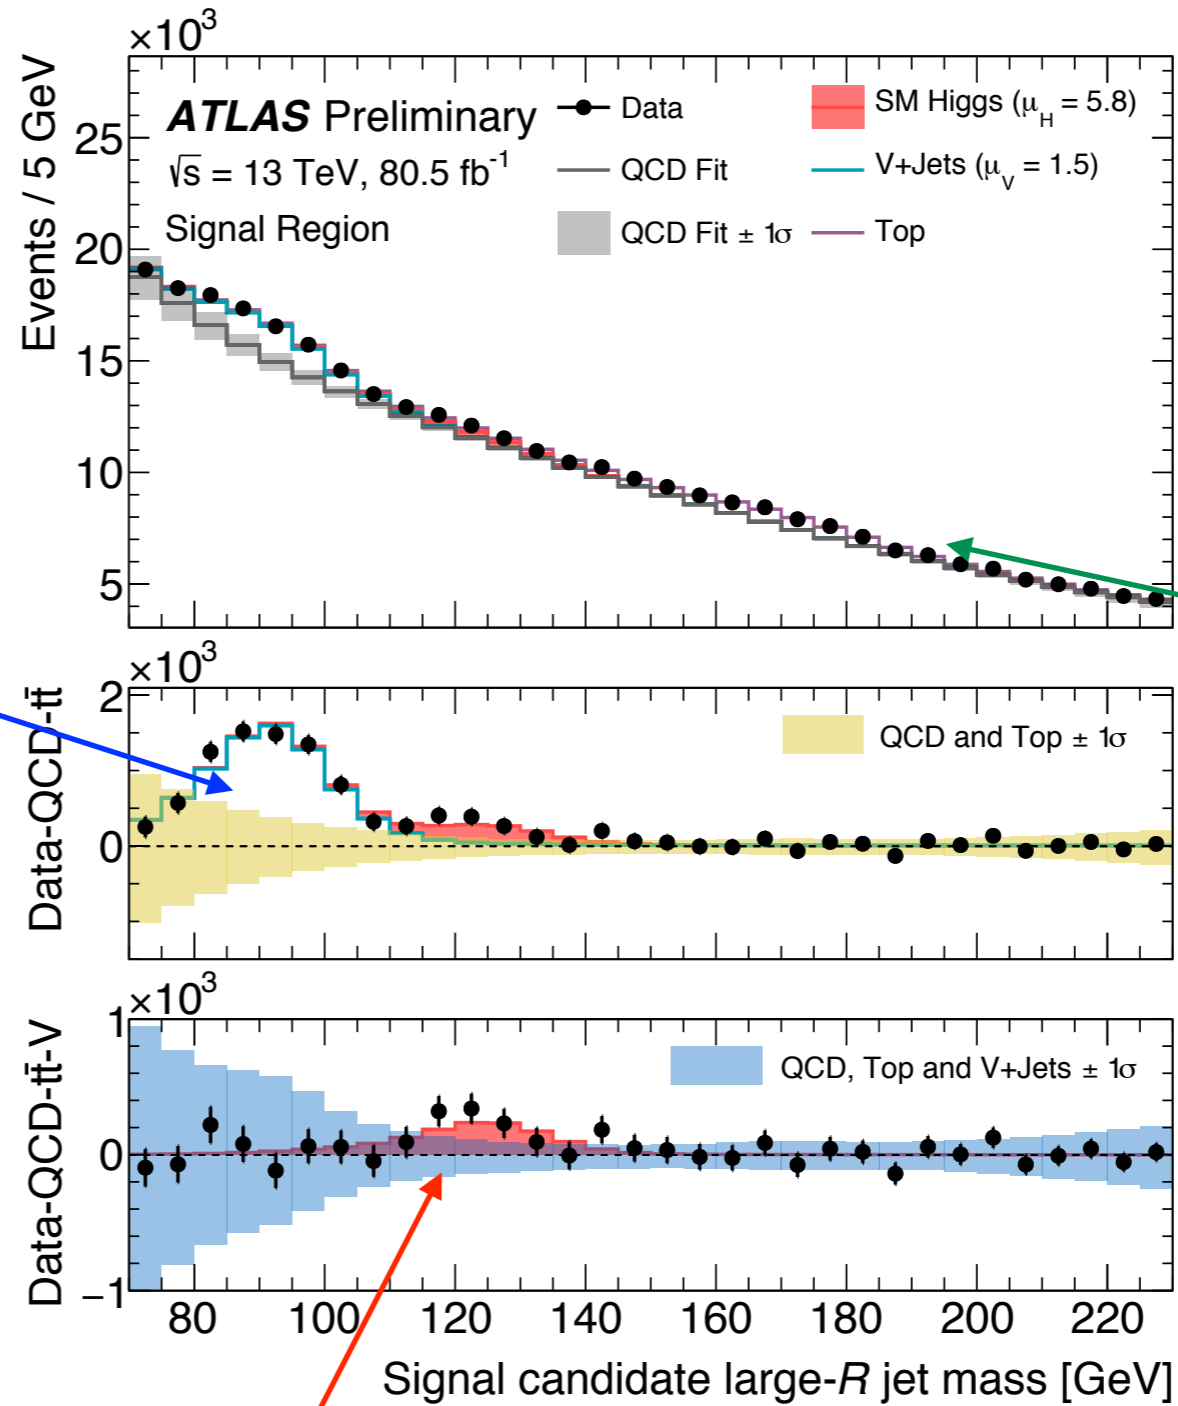 ×10³
Events / 5 GeV
25
20
15
10
5
ATLAS Preliminary
√s = 13 TeV, 80.5 fb⁻¹
Signal Region
Data
QCD Fit
QCD Fit ± 1σ
SM Higgs (μ_H = 5.8)
V+Jets (μ_V = 1.5)
Top
×10³
Data-QCD-tt̄
2
0
QCD and Top ± 1σ
×10³
Data-QCD-tt̄-V
1
0
−1
QCD, Top and V+Jets ± 1σ
80 100 120 140 160 180 200 220
Signal candidate large-R jet mass [GeV]